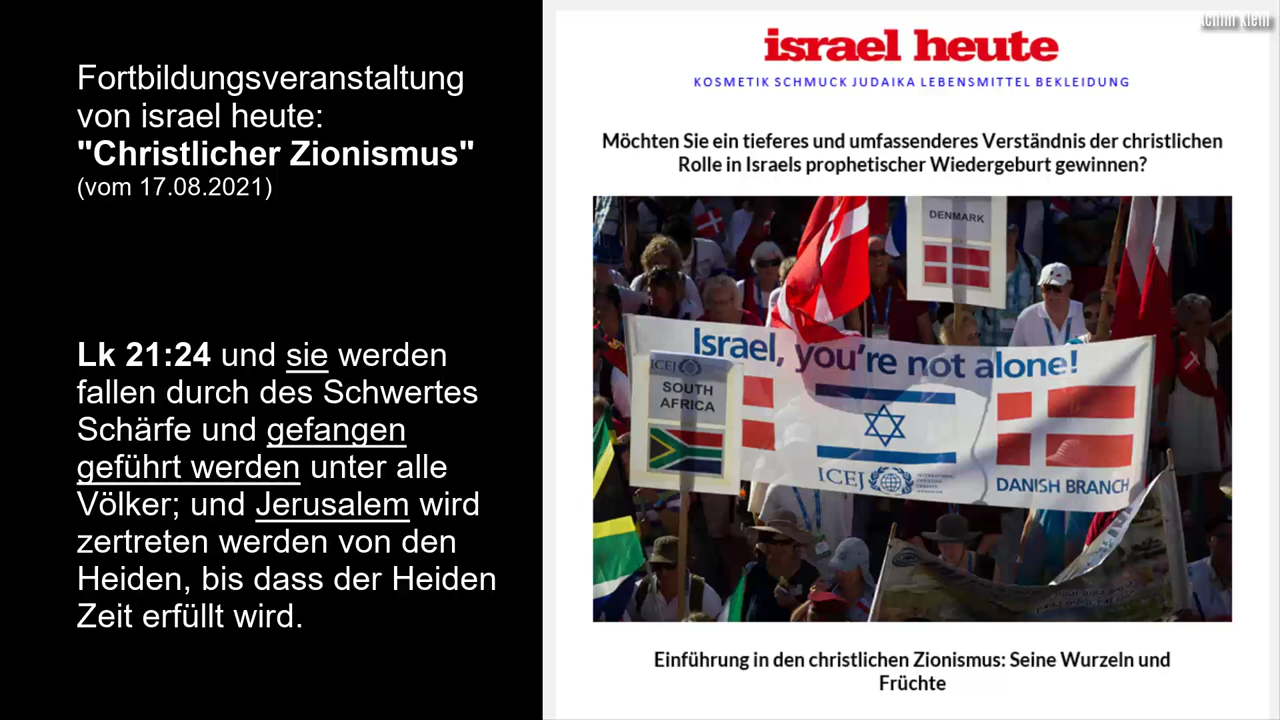 Fortbildungsveranstaltung
von israel heute:
"Christlicher Zionismus"
(vom 17.08.2021)
Lk 21:24 und sie werden
fallen durch des Schwertes
Schärfe und gefangen
geführt werden unter alle
Völker; und Jerusalem wird
zertreten werden von den
Heiden, bis dass der Heiden
Zeit erfüllt wird.
israel heute
KOSMETIK SCHMUCK JUDAIKA LEBENSMITTEL BEKLEIDUNG
Möchten Sie ein tieferes und umfassenderes Verständnis der christlichen
Rolle in Israels prophetischer Wiedergeburt gewinnen?
DENMARK
Israel, you're not alone!
ICEJ
SOUTH
AFRICA
ICEJ
DANISH BRANCH
Einführung in den christlichen Zionismus: Seine Wurzeln und
Früchte